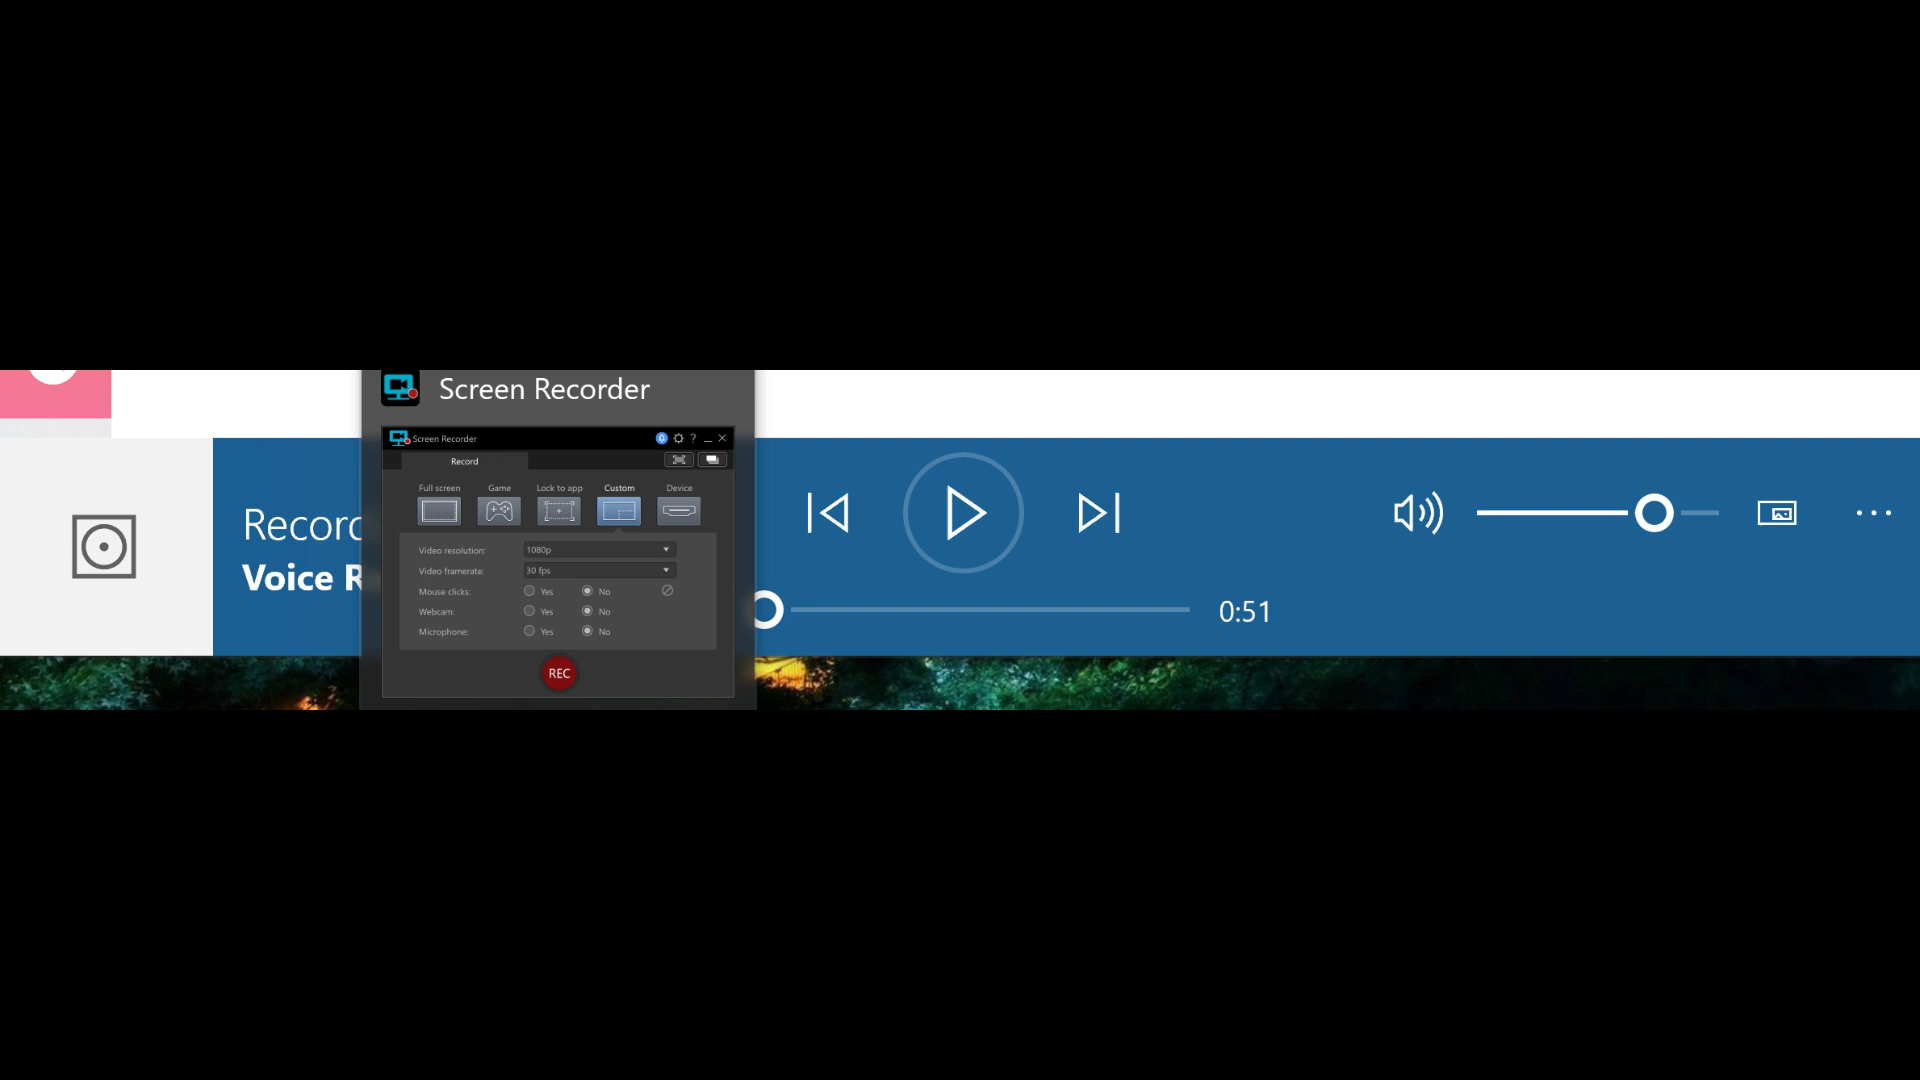 Screen Recorder
Screen Recorder
?
Record
Full screen Game Lock to app Custom Device
Video resolution: 1080p
Video framerate: 30 fps
Mouse clicks: Yes No
Webcam: Yes No
Microphone: Yes No
REC
Record
Voice R
0:51